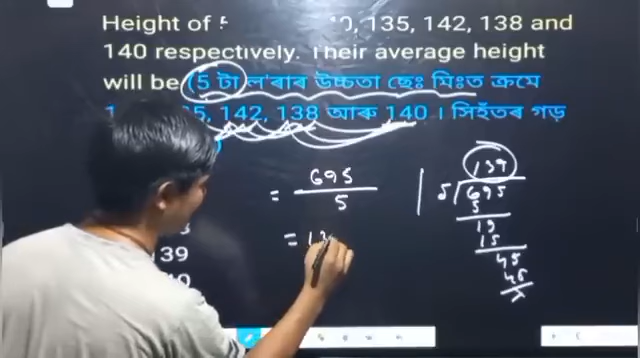 Height of 5 0, 135, 142, 138 and
140 respectively. Their average height
will be (5 টা ল'ৰাৰ উচ্চতা ছেঃ মিঃত ক্ৰমে
1 5, 142, 138 আৰু 140 । সিহঁতৰ গড়
)
= 695 / 5
= 13
139
5 ) 695
5
19
15
45
45
×
39
0